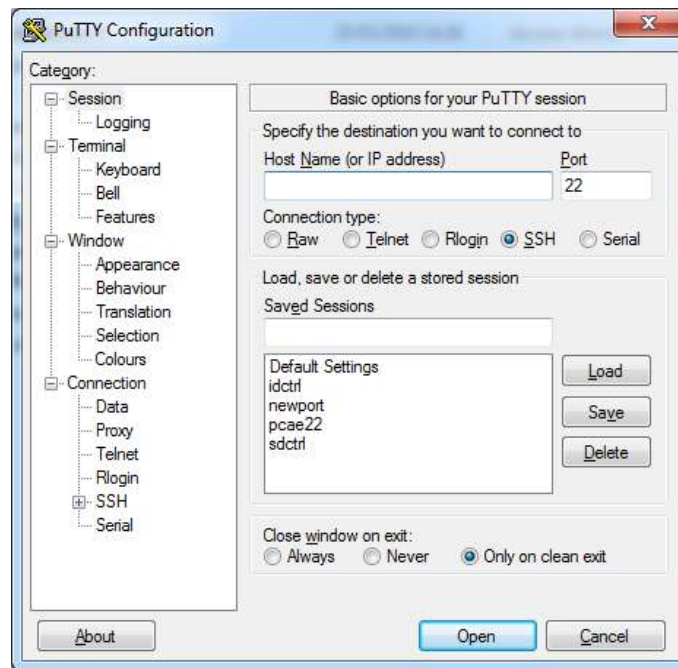 PuTTY Configuration
Category:
Session
Logging
Terminal
Keyboard
Bell
Features
Window
Appearance
Behaviour
Translation
Selection
Colours
Connection
Data
Proxy
Telnet
Rlogin
SSH
Serial
Basic options for your PuTTY session
Specify the destination you want to connect to
Host Name (or IP address) Port
22
Connection type:
Raw Telnet Rlogin SSH Serial
Load, save or delete a stored session
Saved Sessions
Default Settings
idctrl
newport
pcae22
sdctrl
Load
Save
Delete
Close window on exit:
Always Never Only on clean exit
About Open Cancel